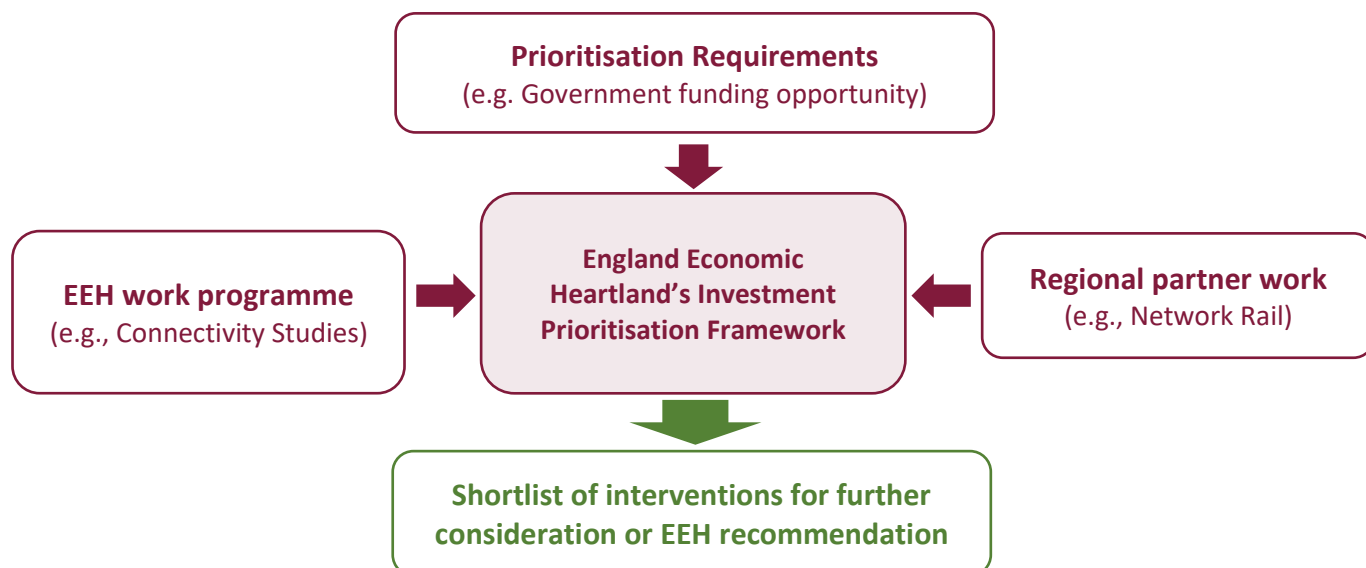 Prioritisation Requirements
(e.g. Government funding opportunity)
EEH work programme
(e.g., Connectivity Studies)
England Economic
Heartland’s Investment
Prioritisation Framework
Regional partner work
(e.g., Network Rail)
Shortlist of interventions for further
consideration or EEH recommendation